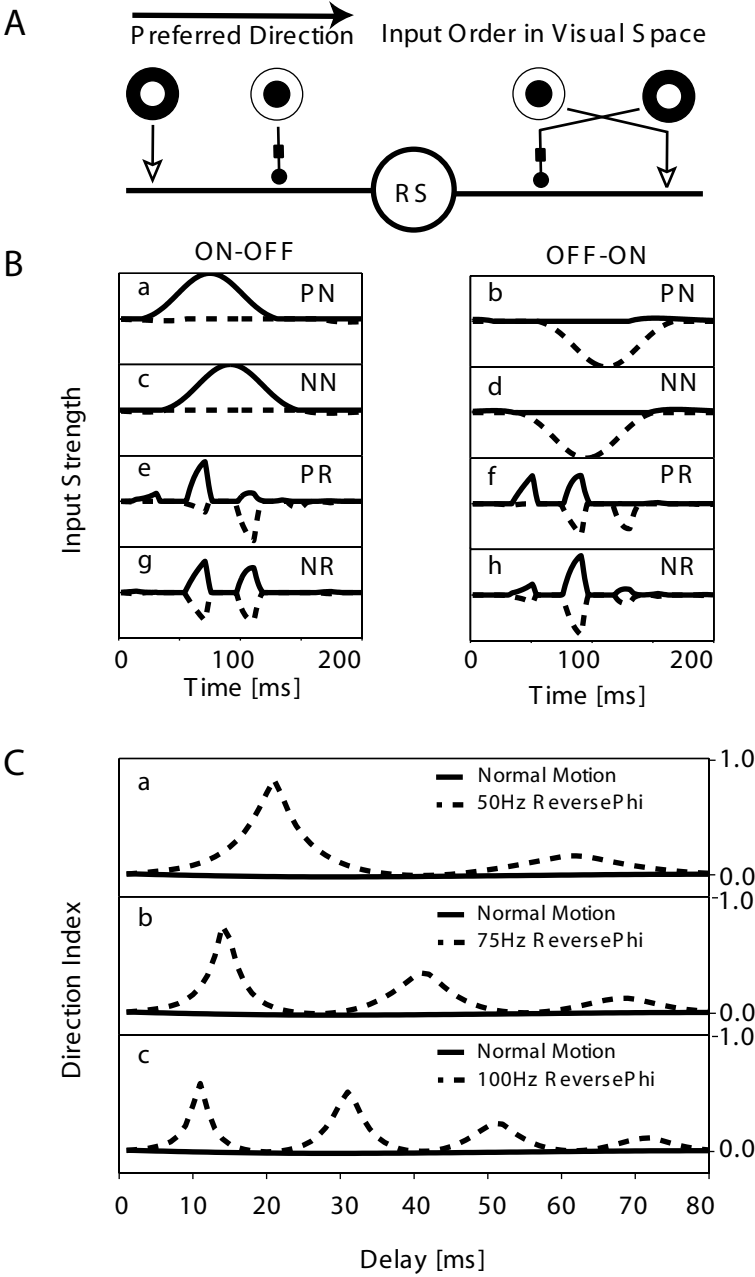 A
Preferred Direction
Input Order in Visual Space
RS
B
ON-OFF
OFF-ON
a
PN
b
PN
c
NN
d
NN
e
PR
f
PR
g
NR
h
NR
Input Strength
0
100
200
Time [ms]
0
100
200
Time [ms]
C
a
Normal Motion
50Hz ReversePhi
1.0
0.0
b
Normal Motion
75Hz ReversePhi
1.0
0.0
c
Normal Motion
100Hz ReversePhi
1.0
0.0
Direction Index
0
10
20
30
40
50
60
70
80
Delay [ms]